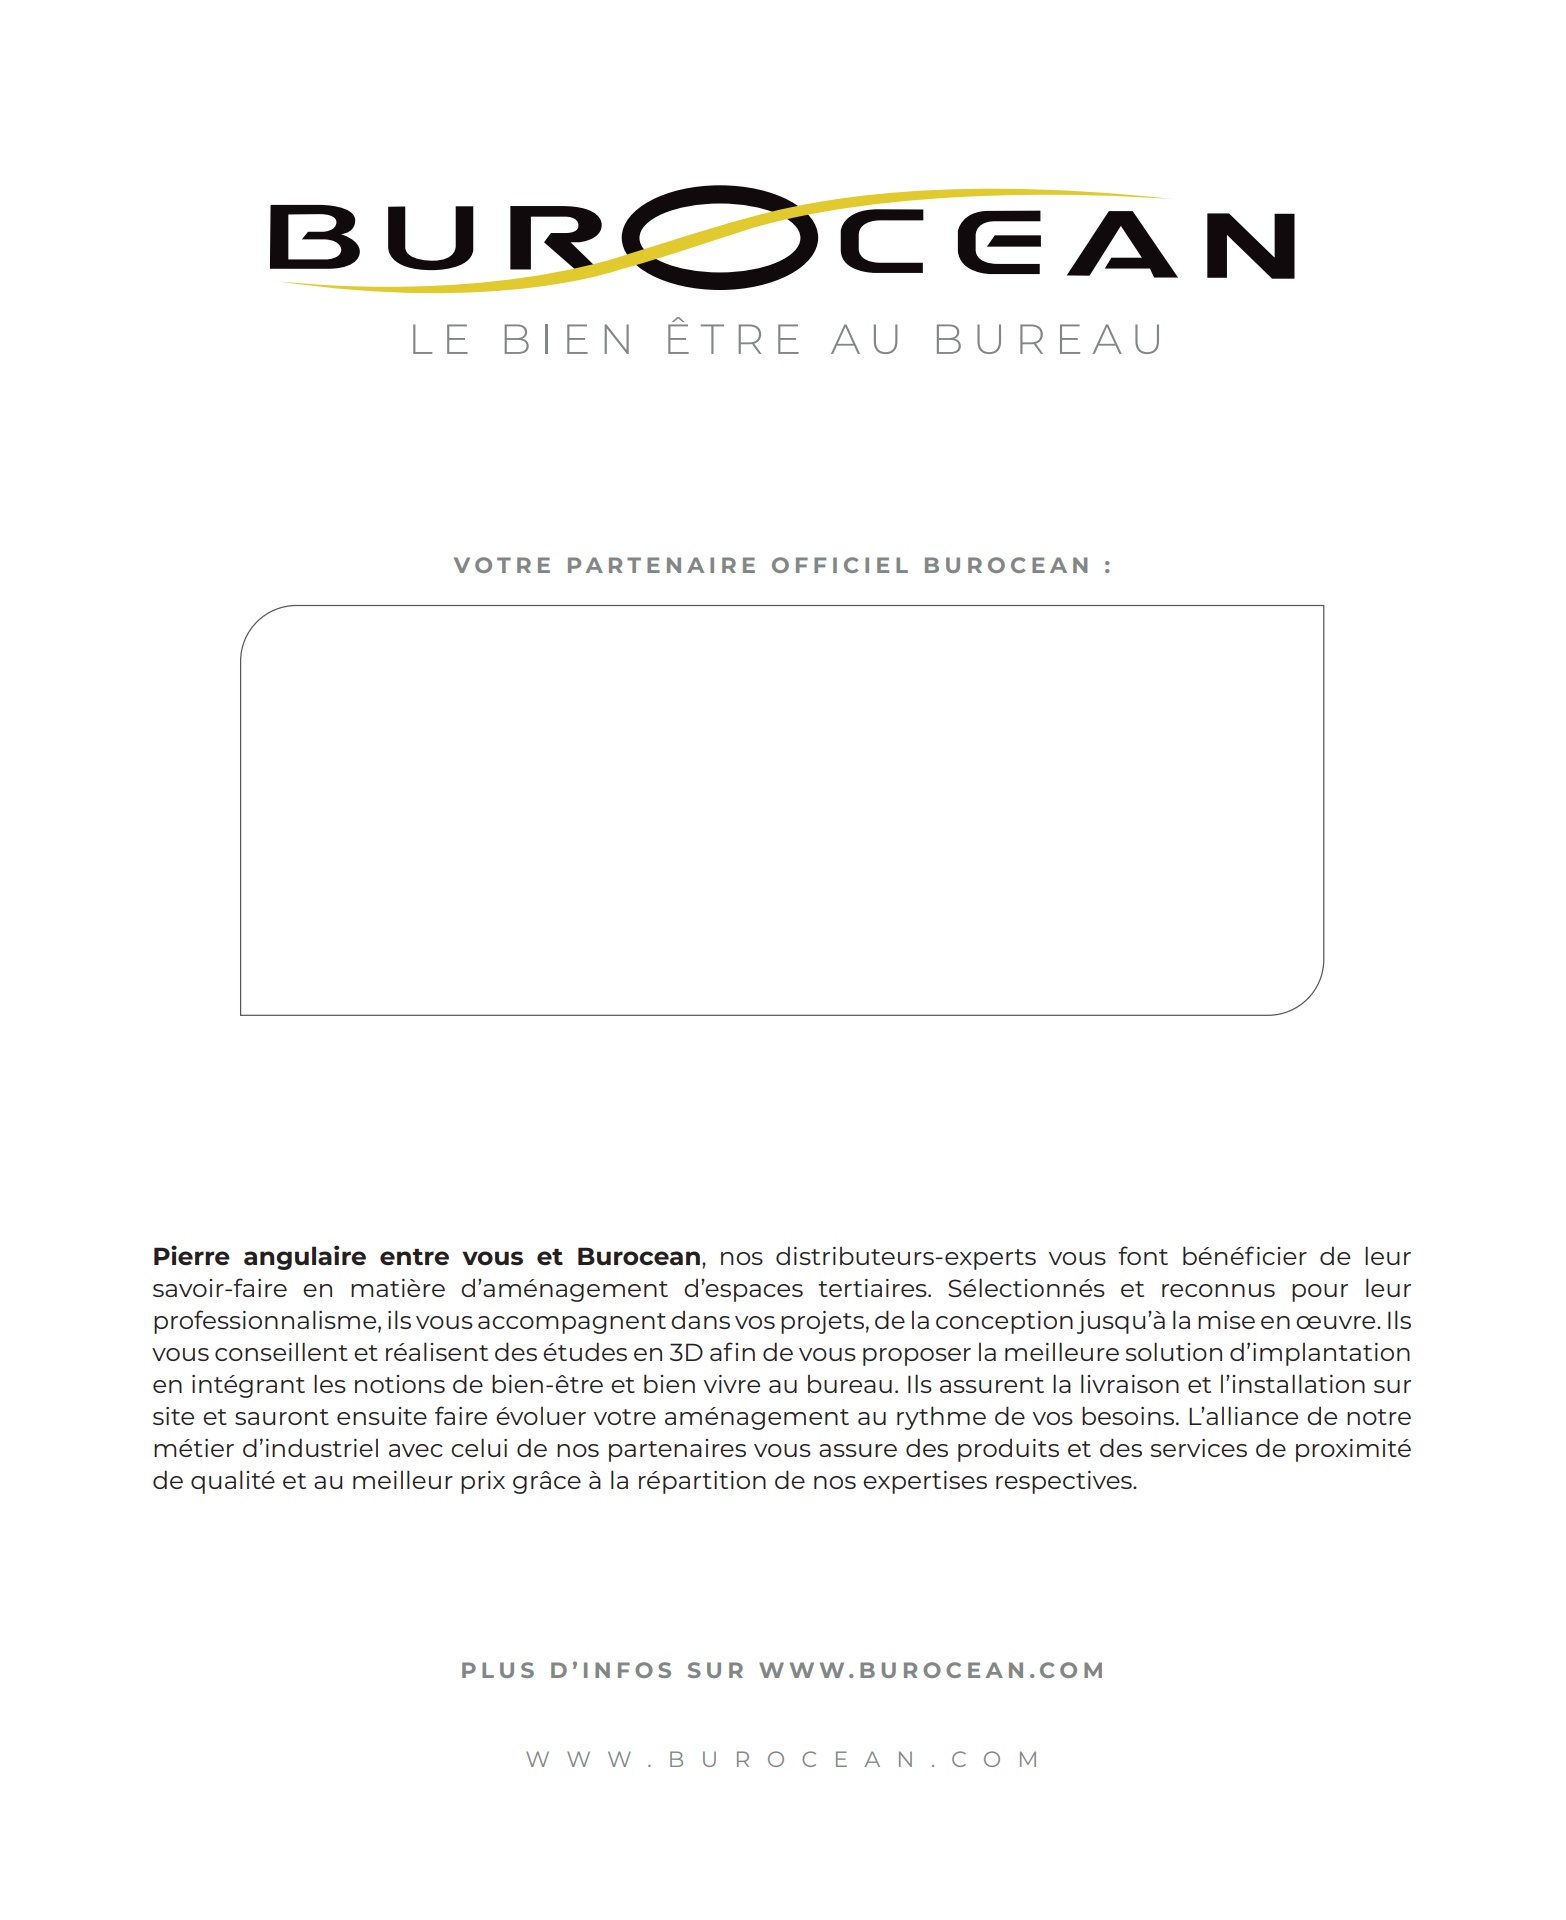 BUROCEAN
LE BIEN ÊTRE AU BUREAU
VOTRE PARTENAIRE OFFICIEL BUROCEAN :
Pierre angulaire entre vous et Burocean, nos distributeurs-experts vous font bénéficier de leur
savoir-faire en matière d’aménagement d’espaces tertiaires. Sélectionnés et reconnus pour leur
professionnalisme, ils vous accompagnent dans vos projets, de la conception jusqu’à la mise en œuvre. Ils
vous conseillent et réalisent des études en 3D afin de vous proposer la meilleure solution d’implantation
en intégrant les notions de bien-être et bien vivre au bureau. Ils assurent la livraison et l’installation sur
site et sauront ensuite faire évoluer votre aménagement au rythme de vos besoins. L’alliance de notre
métier d’industriel avec celui de nos partenaires vous assure des produits et des services de proximité
de qualité et au meilleur prix grâce à la répartition de nos expertises respectives.
PLUS D’INFOS SUR WWW.BUROCEAN.COM
WWW.BUROCEAN.COM